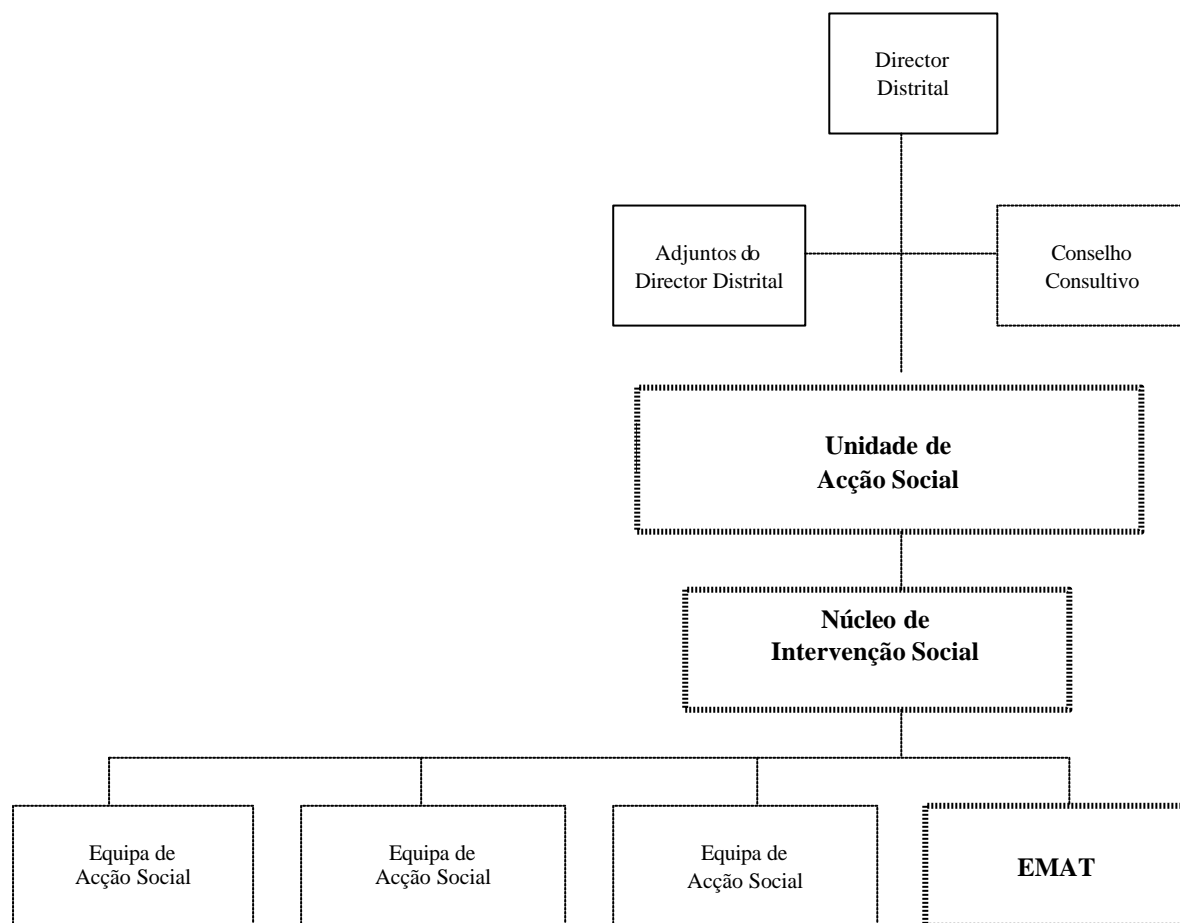 Director
Distrital
Adjuntos do
Director Distrital
Conselho
Consultivo
Unidade de
Acção Social
Núcleo de
Intervenção Social
Equipa de
Acção Social
Equipa de
Acção Social
Equipa de
Acção Social
EMAT